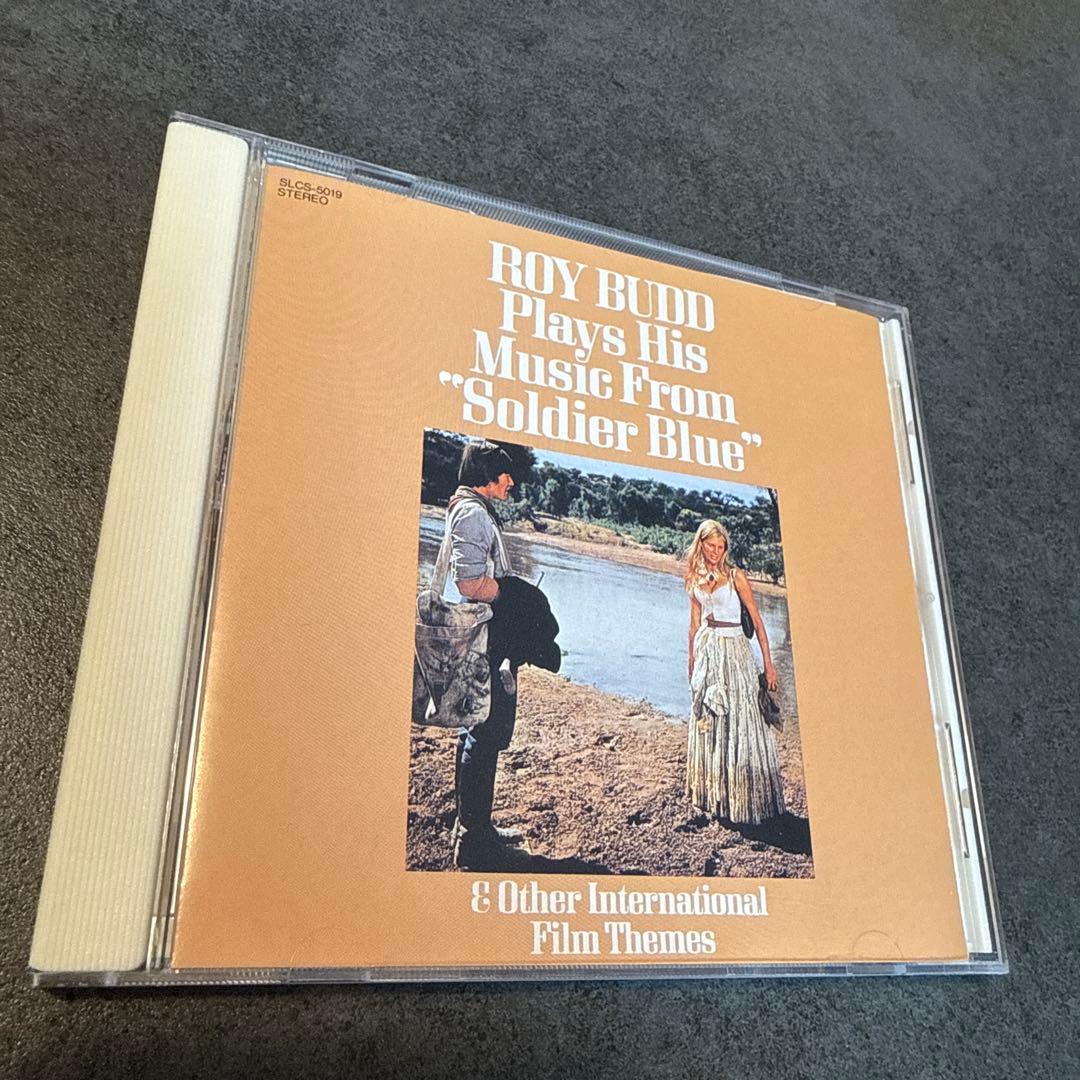 SLCS-5019
STEREO
ROY BUDD
Plays His
Music From
"Soldier Blue"
& Other International
Film Themes